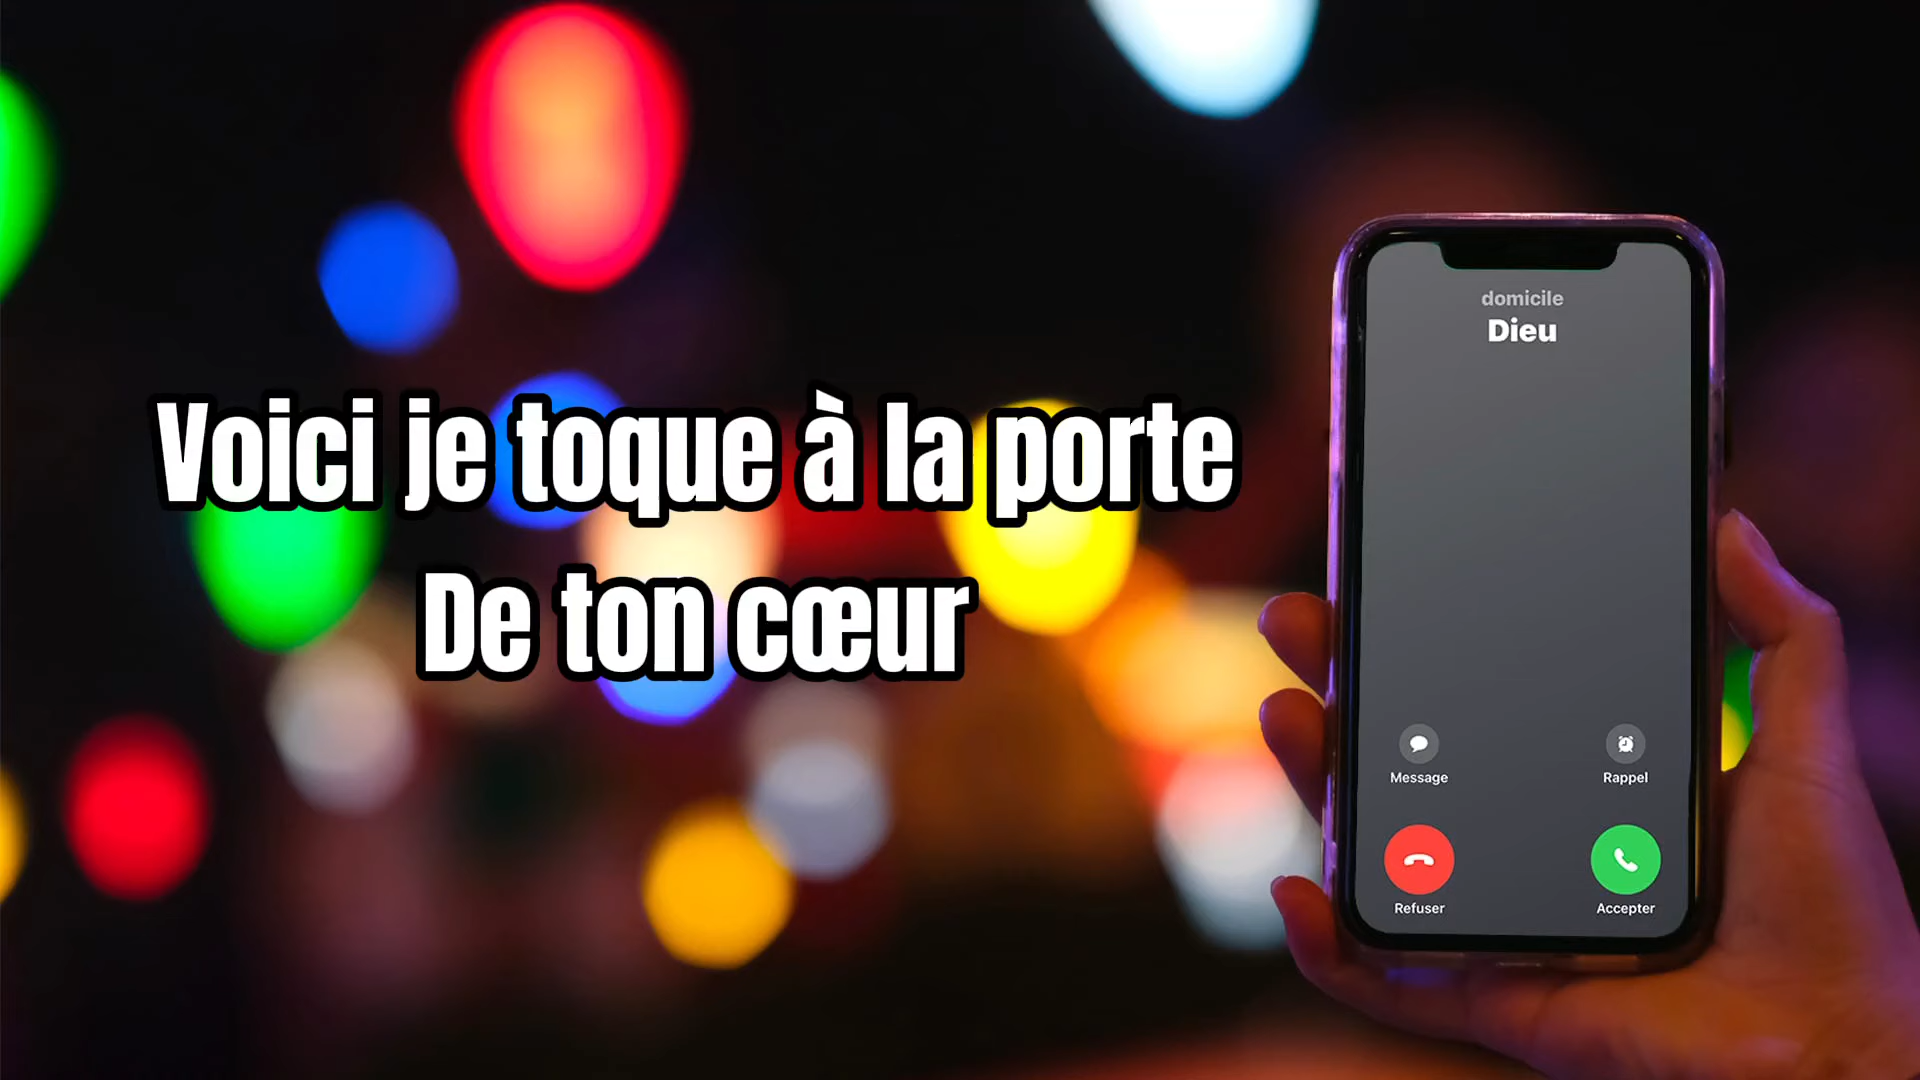 Voici je toque à la porte
De ton cœur
domicile
Dieu
Message
Rappel
Refuser
Accepter